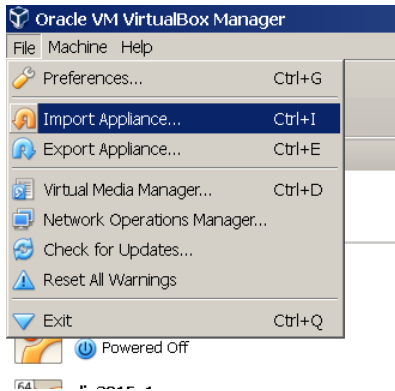 Oracle VM VirtualBox Manager
File Machine Help
Preferences... Ctrl+G
Import Appliance... Ctrl+I
Export Appliance... Ctrl+E
Virtual Media Manager... Ctrl+D
Network Operations Manager...
Check for Updates...
Reset All Warnings
Exit Ctrl+Q
Powered Off
64